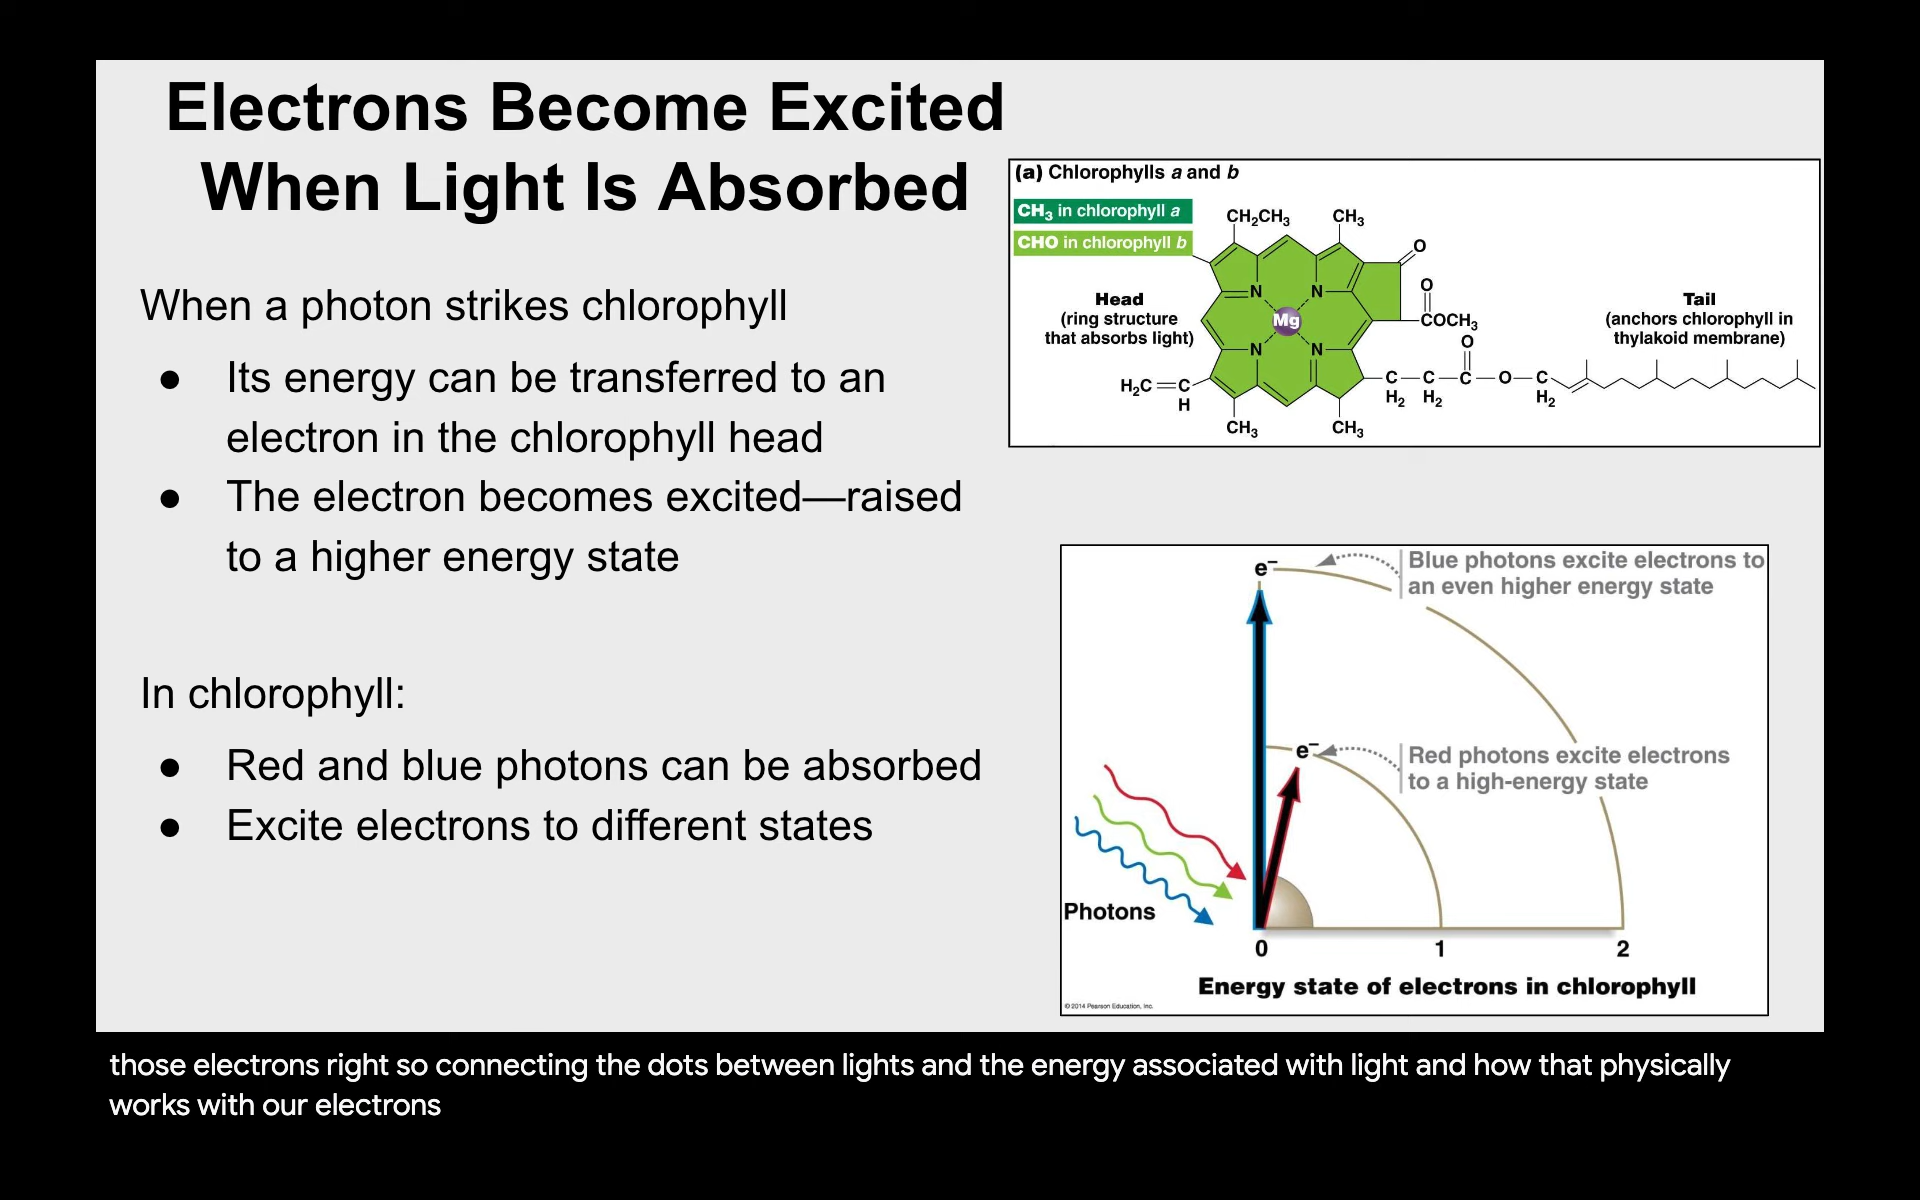 Electrons Become Excited
When Light Is Absorbed
When a photon strikes chlorophyll
● Its energy can be transferred to an
electron in the chlorophyll head
● The electron becomes excited—raised
to a higher energy state
In chlorophyll:
● Red and blue photons can be absorbed
● Excite electrons to different states
(a) Chlorophylls a and b
CH₃ in chlorophyll a
CHO in chlorophyll b
CH₂CH₃
CH₃
O
N
N
Mg
N
N
O
COCH₃
O
Head
(ring structure
that absorbs light)
Tail
(anchors chlorophyll in
thylakoid membrane)
H₂C
C
H
C
C
C
O
C
H₂
H₂
H₂
CH₃
CH₃
e⁻
Blue photons excite electrons to
an even higher energy state
e⁻
Red photons excite electrons
to a high-energy state
Photons
0
1
2
Energy state of electrons in chlorophyll
© 2014 Pearson Education, Inc.
those electrons right so connecting the dots between lights and the energy associated with light and how that physically
works with our electrons